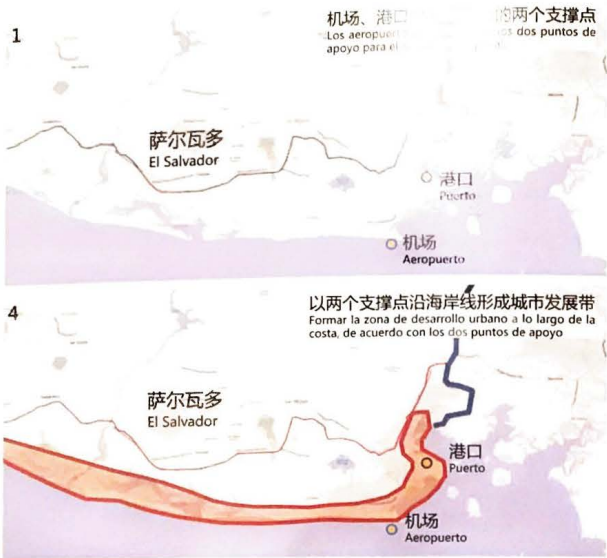 1
机场、港口 的两个支撑点
Los dos puntos de
apoyo para el
萨尔瓦多
El Salvador
港口
Puerto
机场
Aeropuerto
4
以两个支撑点沿海岸线形成城市发展带
Formar la zona de desarrollo urbano a lo largo de la
costa, de acuerdo con los dos puntos de apoyo
萨尔瓦多
El Salvador
港口
Puerto
机场
Aeropuerto